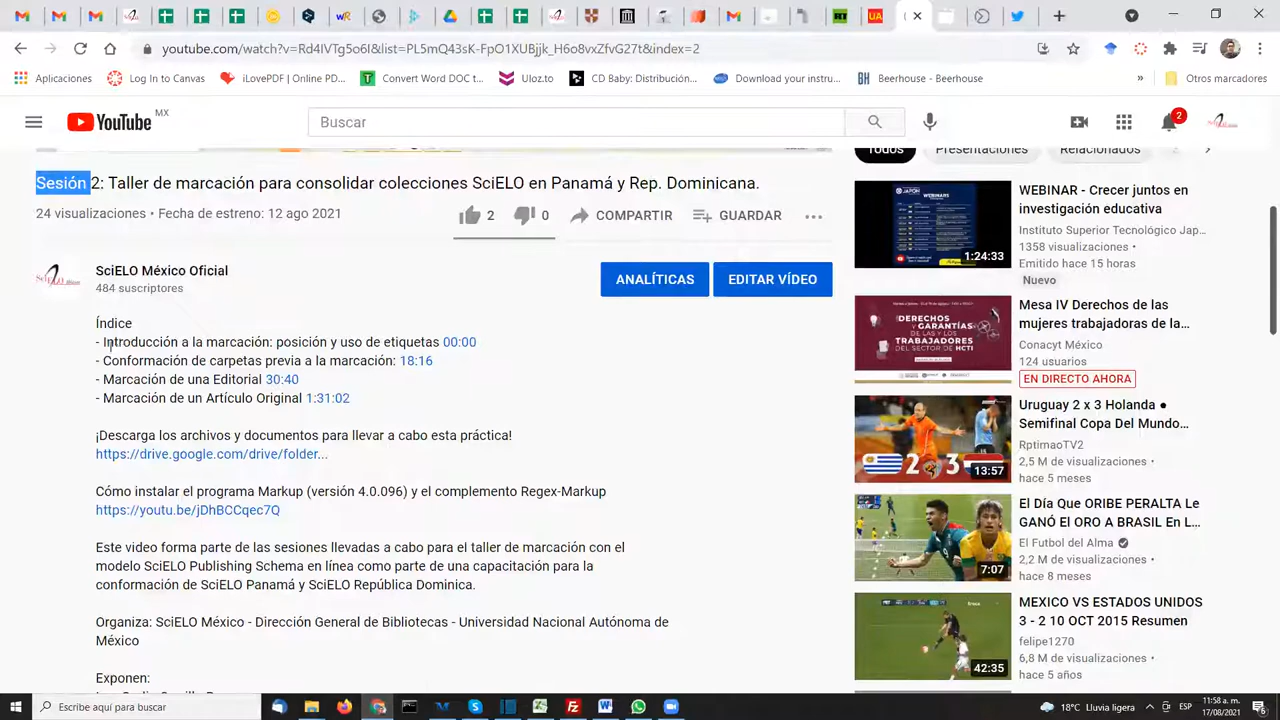 youtube.com/watch?v=Rd4IVTg5o6I&list=PL5mQ43sK-FpO1XUBjjk_H6o8vxZfvG27t&index=2
Aplicaciones
Log In to Canvas
iLovePDF | Online PD...
Convert Word DOC t...
Uloz.to
CD Baby: Distribución...
Download your instru...
Beerhouse - Beerhouse
»
Otros marcadores
YouTube MX
Buscar
2
Todos
Presentaciones
Relacionados
Sesión 2: Taller de marcación para consolidar colecciones SciELO en Panamá y Rep. Dominicana.
24 visualizaciones • Fecha de estreno: 2 ago 2021
2
0
COMPARTIR
GUARDAR
SciELO México Oficial
484 suscriptores
ANALÍTICAS
EDITAR VÍDEO
Índice
- Introducción a la marcación: posición y uso de etiquetas 00:00
- Conformación de carpetas previa a la marcación: 18:16
- Marcación de una Editorial 30:40
- Marcación de un Artículo Original 1:31:02
¡Descarga los archivos y documentos para llevar a cabo esta práctica!
https://drive.google.com/drive/folder...
Cómo instalar el programa Markup (versión 4.0.096) y el complemento Regex-Markup
https://youtu.be/jDhBCCqec7Q
Este video forma parte de las sesiones llevadas a cabo para el taller de marcación con el
modelo SciELO Publishing Schema en línea como parte de una capacitación para la
conformación de SciELO Panamá y SciELO República Dominica.
Organiza: SciELO México - Dirección General de Bibliotecas - Universidad Nacional Autónoma de
México
Exponen:
WEBINAR - Crecer juntos en
investigación educativa
Instituto Superior Tecnológico Jap...
1358 visualizaciones •
Emitido hace 15 horas
Nuevo
1:24:33
DERECHOS
Y GARANTÍAS
DE LAS Y LOS
TRABAJADORES
DEL SECTOR DE HCTI
Mesa IV Derechos de las
mujeres trabajadoras de la...
Conacyt México
124 usuarios
EN DIRECTO AHORA
Uruguay 2 x 3 Holanda ●
Semifinal Copa Del Mundo...
RptimaoTV2
2,5 M de visualizaciones •
hace 5 meses
2 3
13:57
El Día Que ORIBE PERALTA Le
GANÓ El ORO A BRASIL En L...
El Futbol del Alma
2,2 M de visualizaciones •
hace 8 meses
7:07
MEXICO VS ESTADOS UNIDOS
3 - 2 10 OCT 2015 Resumen
felipe1270
6,8 M de visualizaciones •
hace 5 años
42:35
Escribe aquí para buscar
18°C Lluvia ligera
ESP
11:58 a. m.
17/08/2021